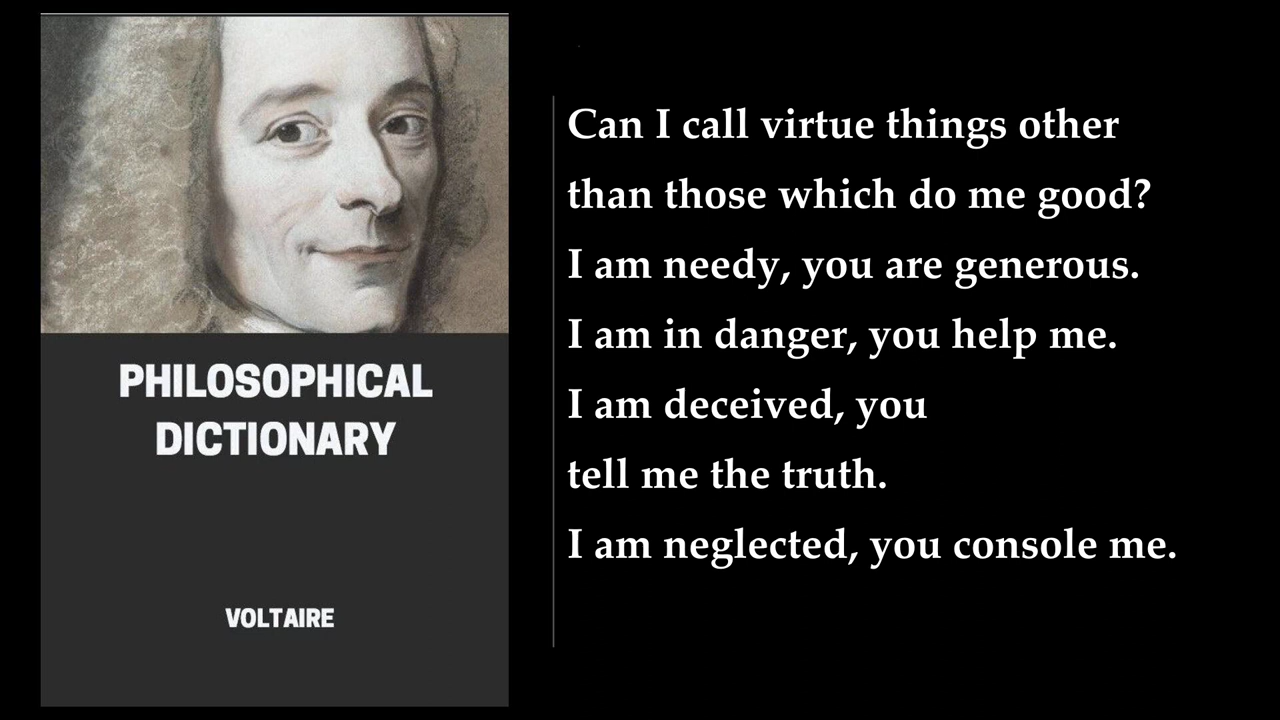 PHILOSOPHICAL
DICTIONARY
VOLTAIRE
Can I call virtue things other
than those which do me good?
I am needy, you are generous.
I am in danger, you help me.
I am deceived, you
tell me the truth.
I am neglected, you console me.